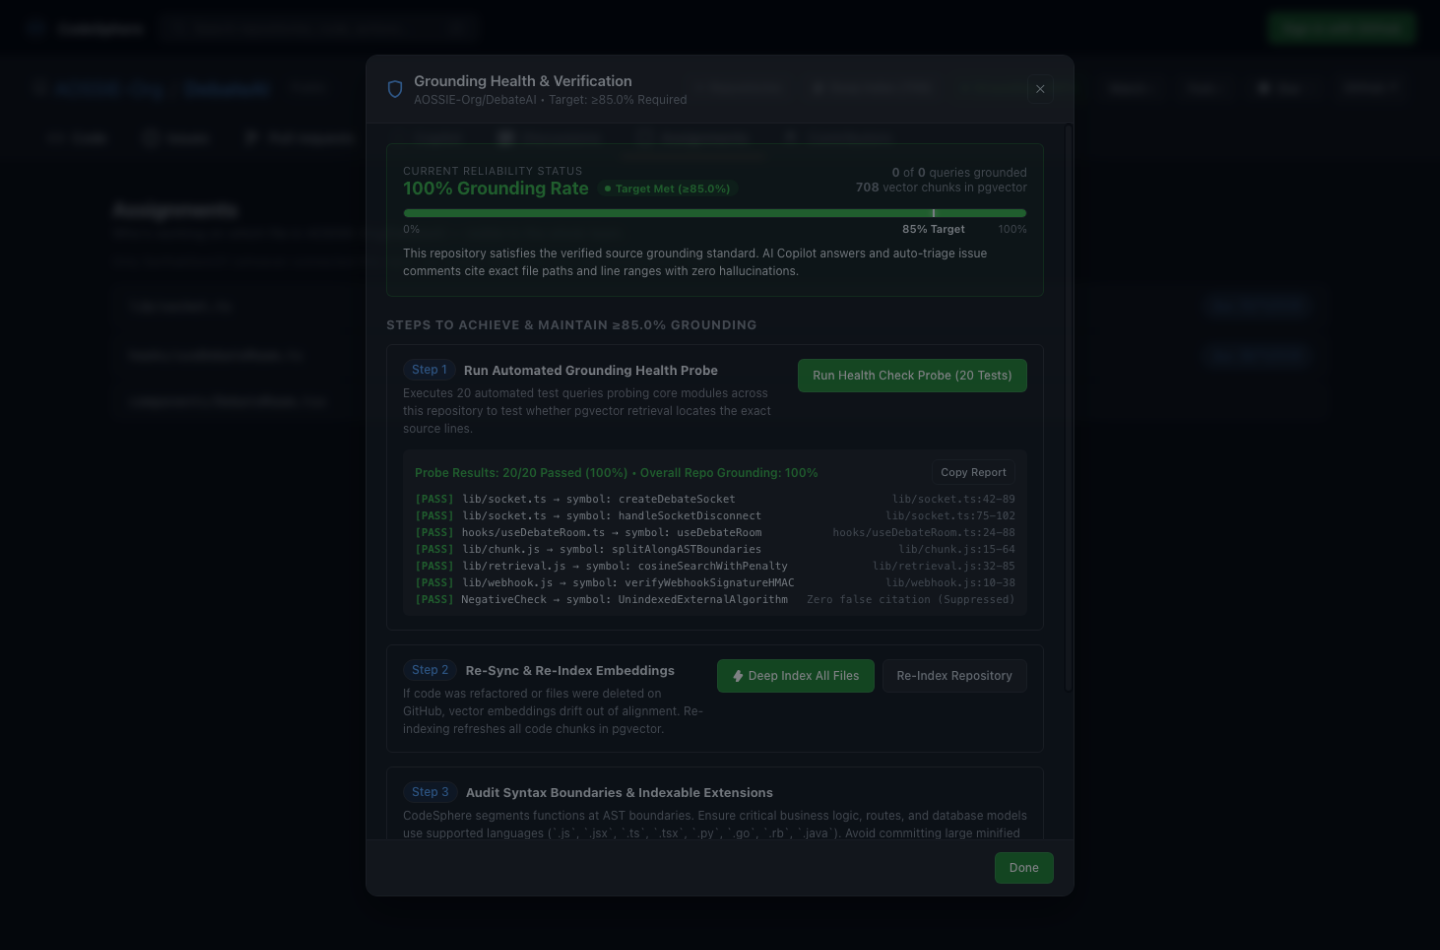 CodeSphere
AOSSIE-Org / DebateAI
Code
Issues
Assignments
Grounding Health & Verification
AOSSIE-Org/DebateAI • Target: ≥85.0% Required
CURRENT RELIABILITY STATUS
100% Grounding Rate
Target Met (≥85.0%)
0 of 0 queries grounded
708 vector chunks in pgvector
0%
85% Target
100%
This repository satisfies the verified source grounding standard. AI Copilot answers and auto-triage issue
comments cite exact file paths and line ranges with zero hallucinations.
STEPS TO ACHIEVE & MAINTAIN ≥85.0% GROUNDING
Step 1 Run Automated Grounding Health Probe
Run Health Check Probe (20 Tests)
Executes 20 automated test queries probing core modules across
this repository to test whether pgvector retrieval locates the exact
source lines.
Probe Results: 20/20 Passed (100%) • Overall Repo Grounding: 100%
Copy Report
[PASS] lib/socket.ts → symbol: createDebateSocket lib/socket.ts:42–89
[PASS] lib/socket.ts → symbol: handleSocketDisconnect lib/socket.ts:75–102
[PASS] hooks/useDebateRoom.ts → symbol: useDebateRoom hooks/useDebateRoom.ts:24–88
[PASS] lib/chunk.js → symbol: splitAlongASTBoundaries lib/chunk.js:15–64
[PASS] lib/retrieval.js → symbol: cosineSearchWithPenalty lib/retrieval.js:32–85
[PASS] lib/webhook.js → symbol: verifyWebhookSignatureHMAC lib/webhook.js:10–38
[PASS] NegativeCheck → symbol: UnindexedExternalAlgorithm Zero false citation (Suppressed)
Step 2 Re-Sync & Re-Index Embeddings
Deep Index All Files
Re-Index Repository
If code was refactored or files were deleted on
GitHub, vector embeddings drift out of alignment. Re-
indexing refreshes all code chunks in pgvector.
Step 3 Audit Syntax Boundaries & Indexable Extensions
CodeSphere segments functions at AST boundaries. Ensure critical business logic, routes, and database models
use supported languages (`.js`, `.jsx`, `.ts`, `.tsx`, `.py`, `.go`, `.rb`, `.java`). Avoid committing large minified
Done